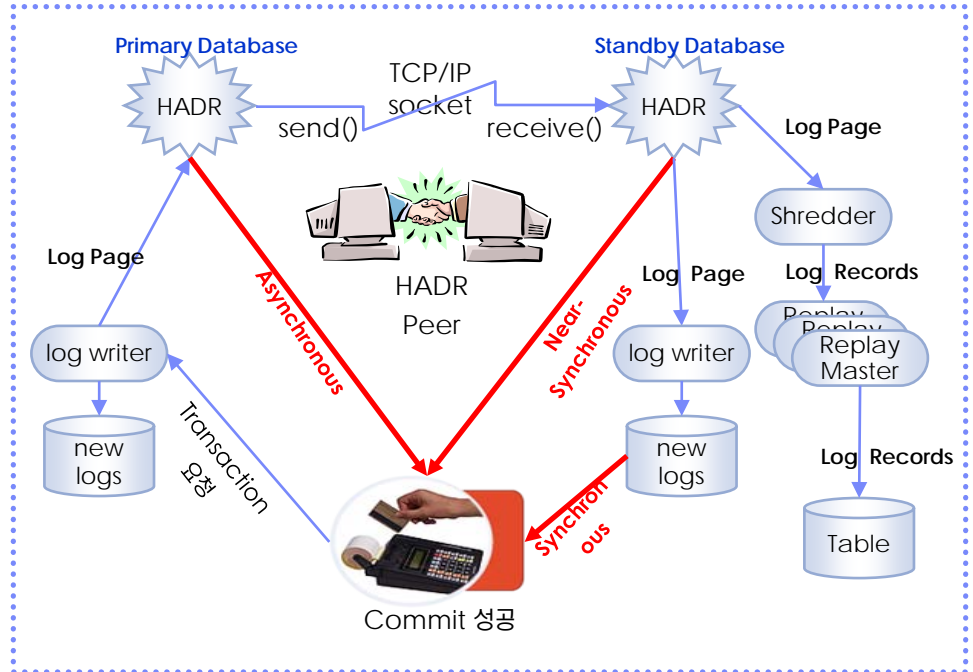 Primary Database
Standby Database
TCP/IP
socket
HADR
HADR
send()
receive()
Log Page
Shredder
Log Page
HADR
Peer
Log Page
Log Records
Asynchronous
Near-
Synchronous
Replay
Replay
Replay
Master
log writer
log writer
Transaction
요청
new
logs
new
logs
Log Records
Synchron
ous
Table
Commit 성공